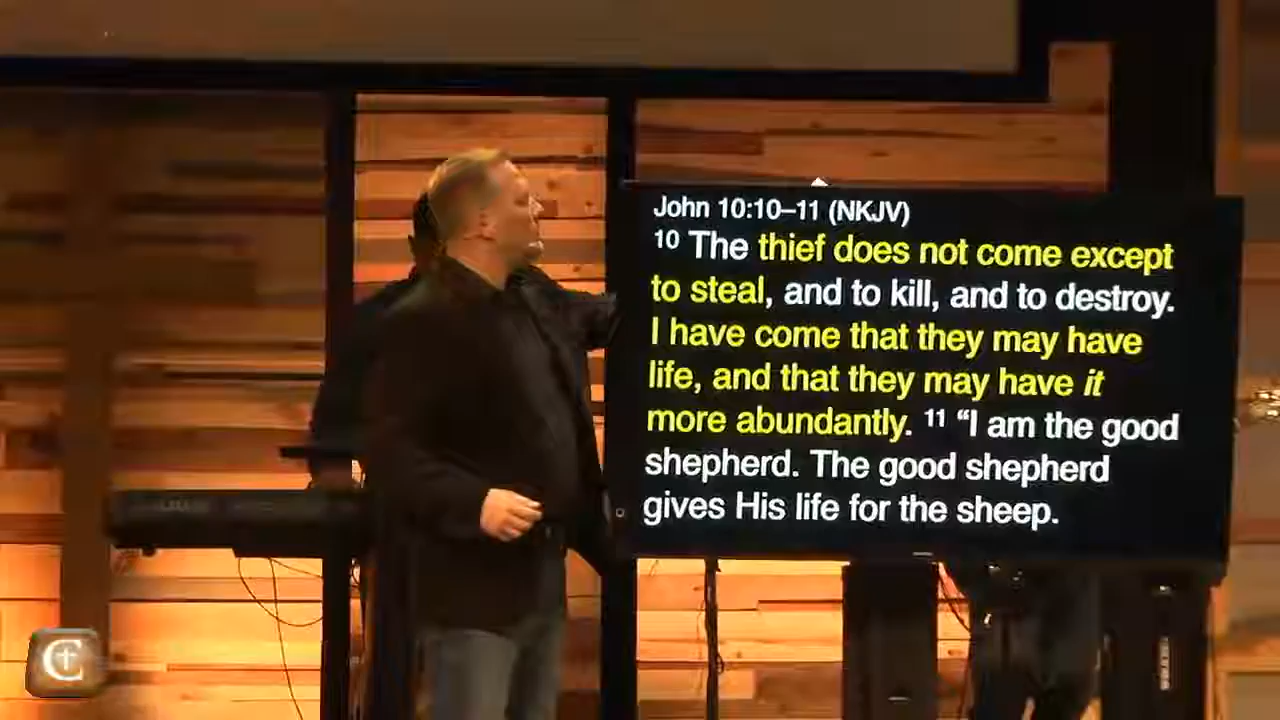 John 10:10–11 (NKJV)
10 The thief does not come except
to steal, and to kill, and to destroy.
I have come that they may have
life, and that they may have it
more abundantly. 11 “I am the good
shepherd. The good shepherd
gives His life for the sheep.
C